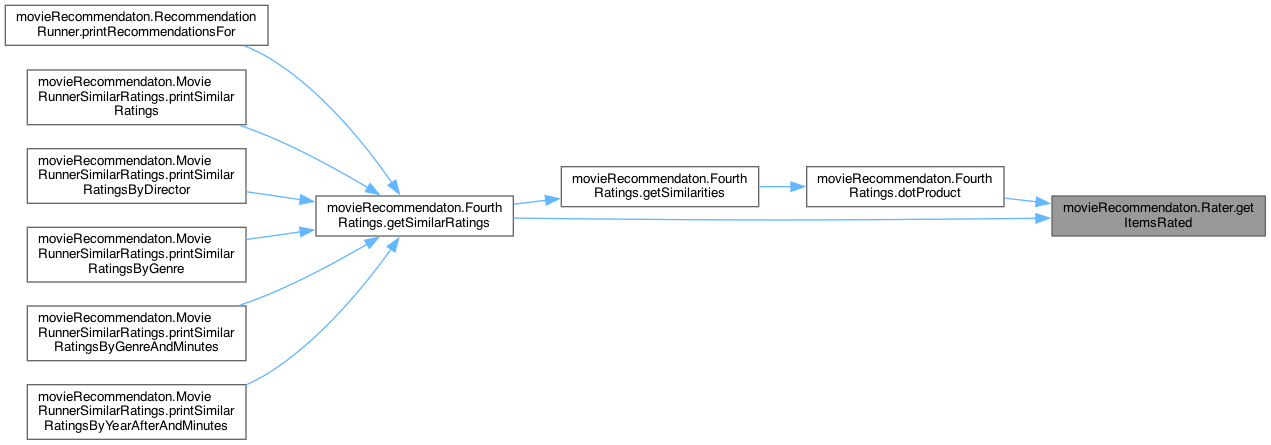 movieRecommendaton.Recommendation
Runner.printRecommendationsFor
movieRecommendaton.Movie
RunnerSimilarRatings.printSimilar
Ratings
movieRecommendaton.Movie
RunnerSimilarRatings.printSimilar
RatingsByDirector
movieRecommendaton.Movie
RunnerSimilarRatings.printSimilar
RatingsByGenre
movieRecommendaton.Movie
RunnerSimilarRatings.printSimilar
RatingsByGenreAndMinutes
movieRecommendaton.Movie
RunnerSimilarRatings.printSimilar
RatingsByYearAfterAndMinutes
movieRecommendaton.Fourth
Ratings.getSimilarRatings
movieRecommendaton.Fourth
Ratings.getSimilarities
movieRecommendaton.Fourth
Ratings.dotProduct
movieRecommendaton.Rater.get
ItemsRated